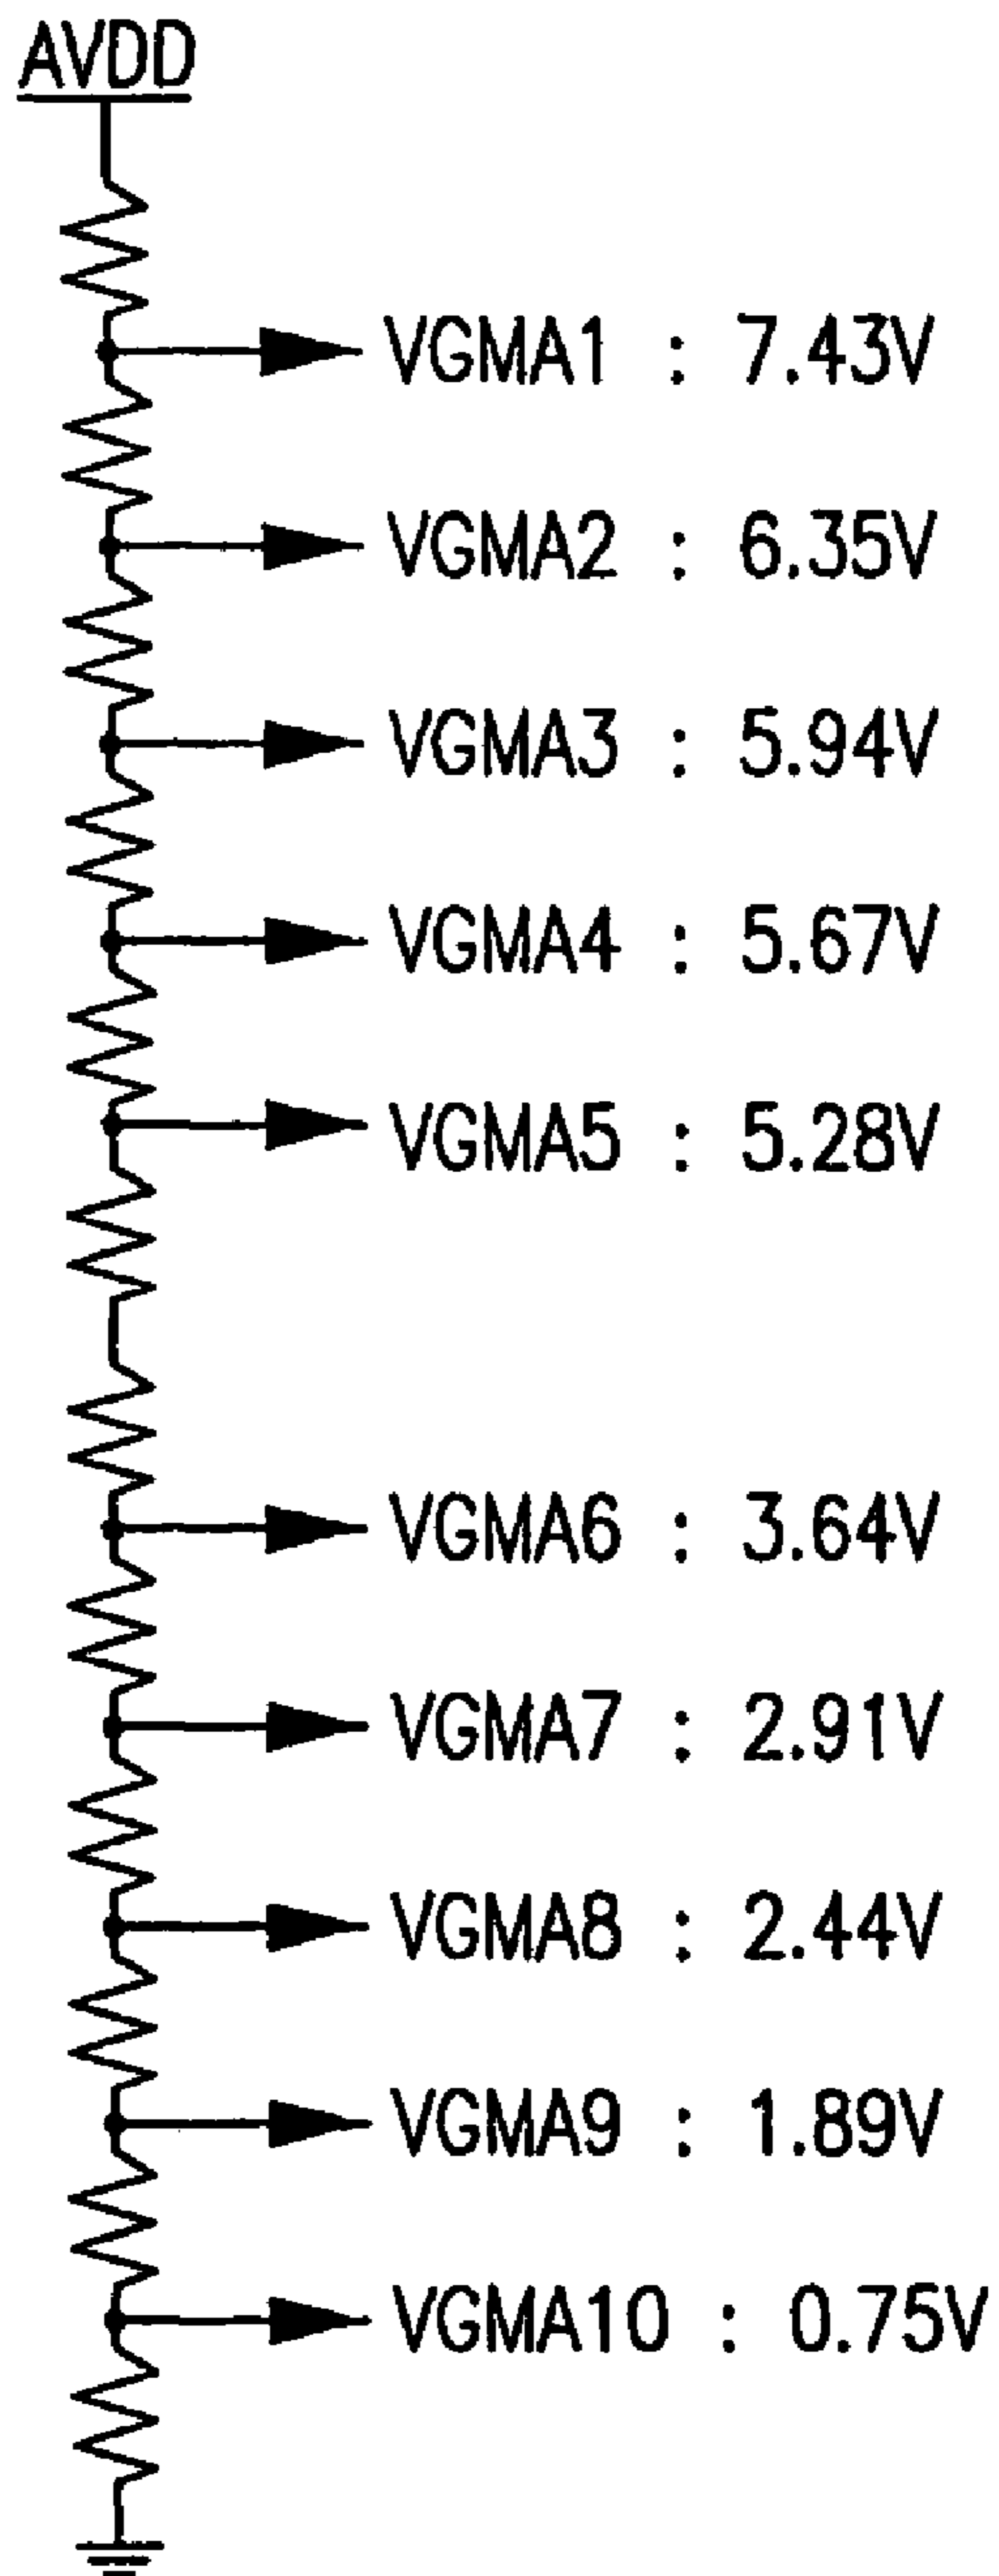 AVDD
VGMA1 : 7.43V
VGMA2 : 6.35V
VGMA3 : 5.94V
VGMA4 : 5.67V
VGMA5 : 5.28V
VGMA6 : 3.64V
VGMA7 : 2.91V
VGMA8 : 2.44V
VGMA9 : 1.89V
VGMA10 : 0.75V